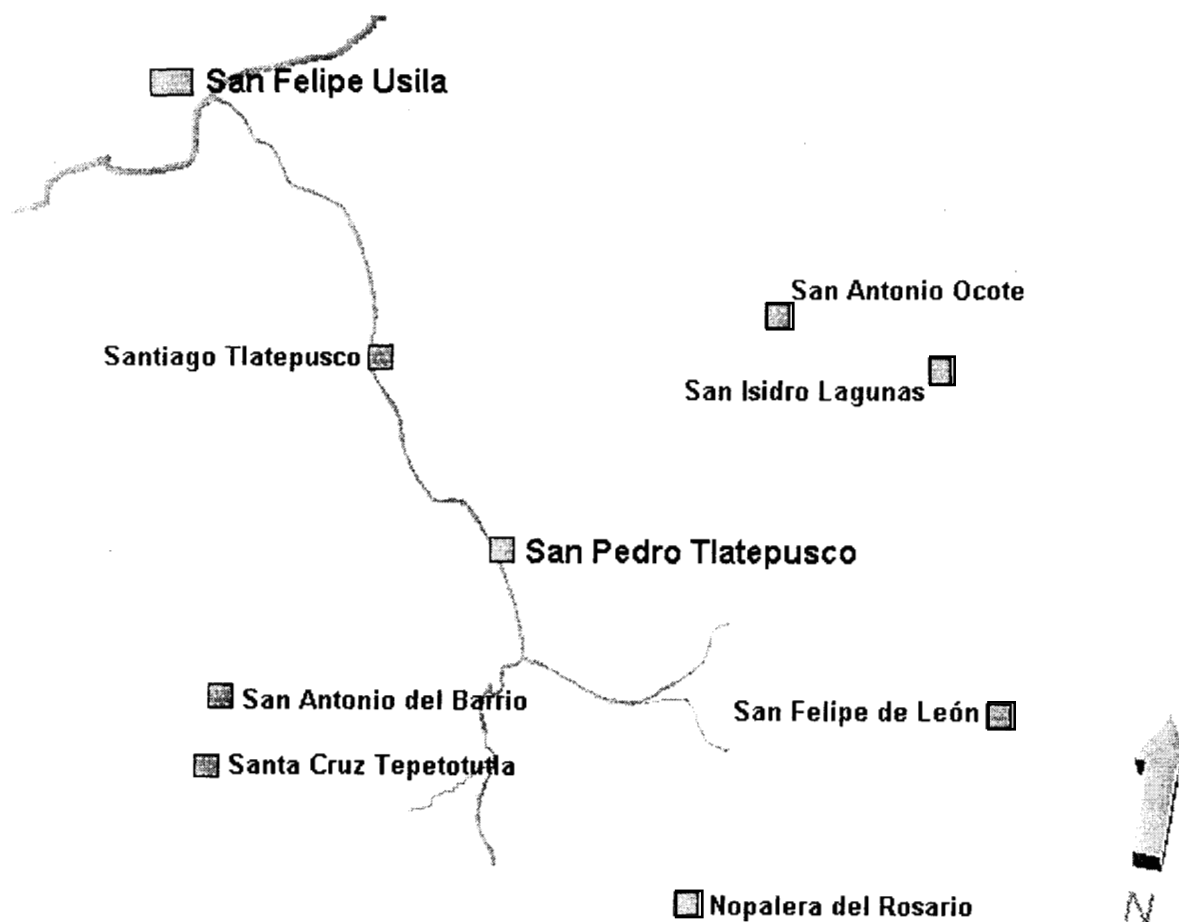 San Felipe Usila
San Antonio Ocote
Santiago Tlatepusco
San Isidro Lagunas
San Pedro Tlatepusco
San Antonio del Barrio
San Felipe de León
Santa Cruz Tepetotutla
Nopalera del Rosario
N